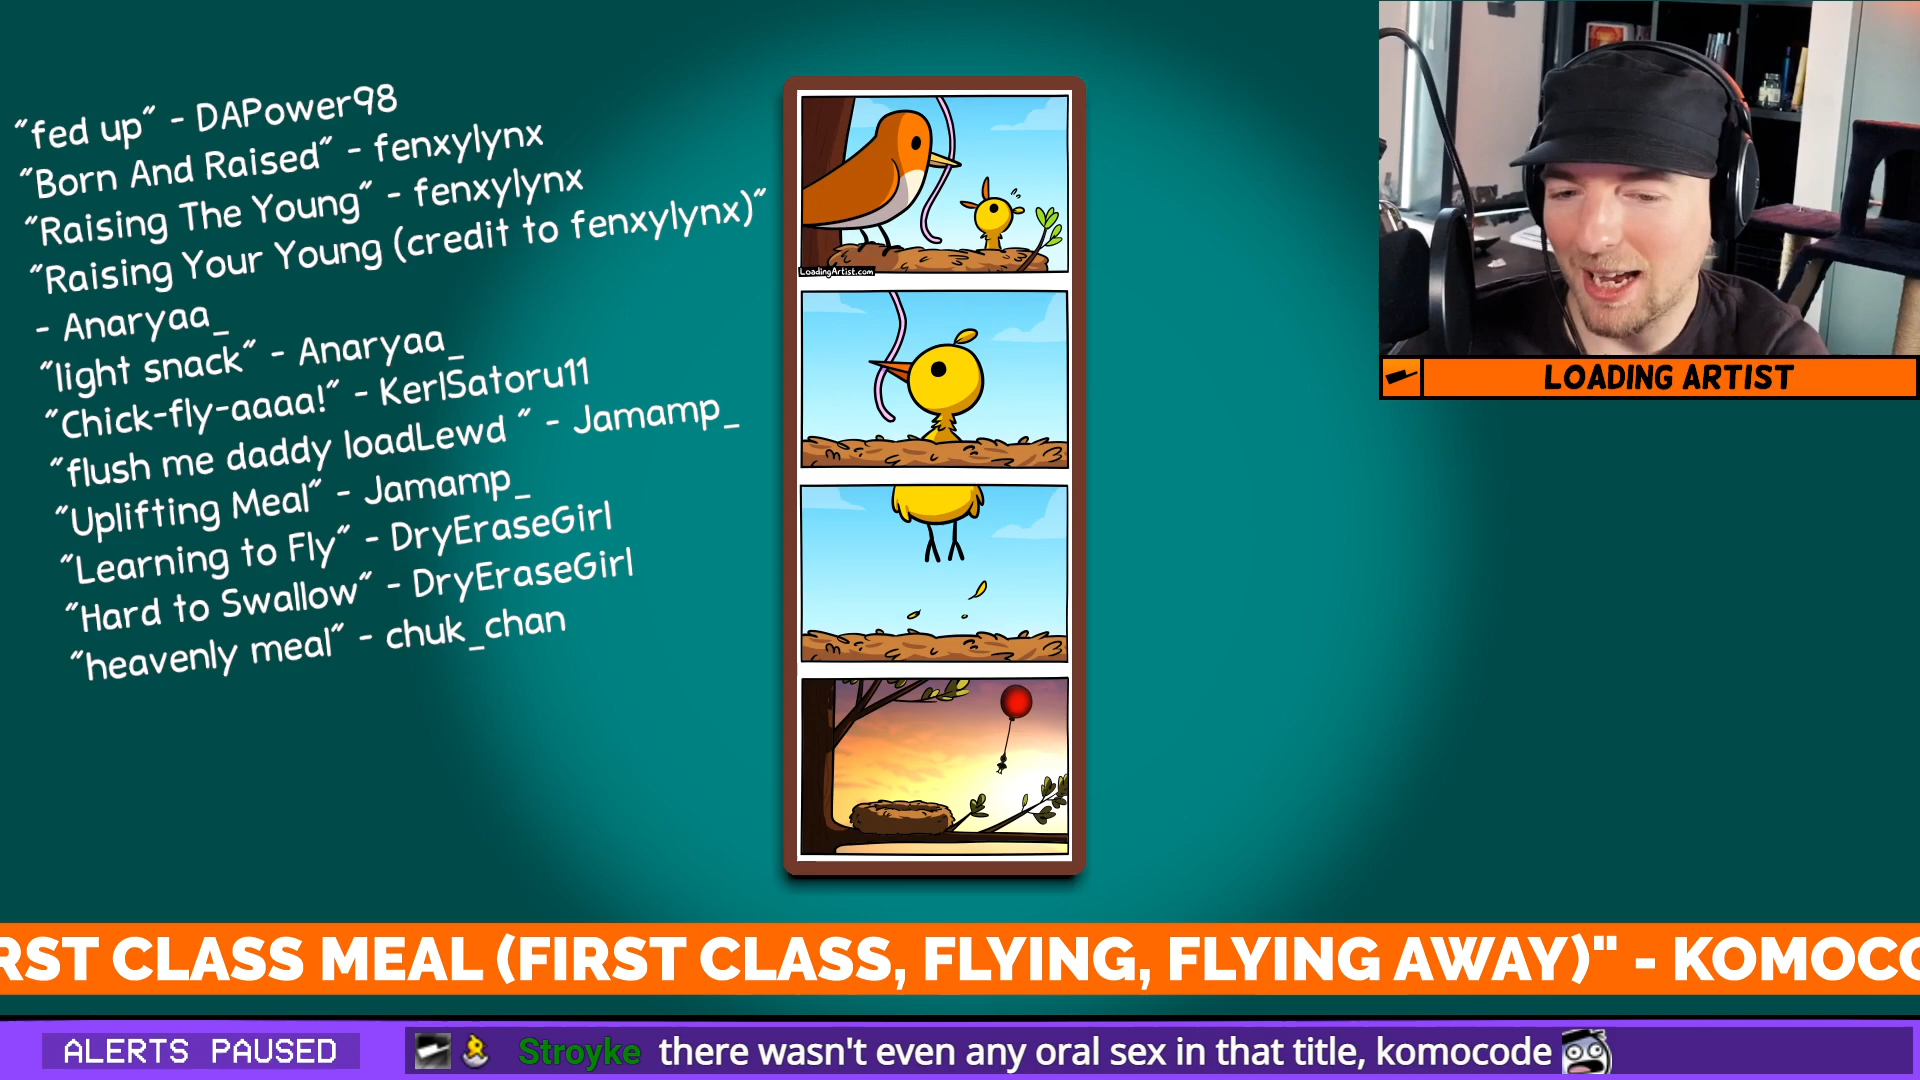 "fed up" - DAPower98
"Born And Raised" - fenxylynx
"Raising The Young" - fenxylynx
"Raising Your Young (credit to fenxylynx)"
- Anaryaa_
"light snack" - Anaryaa_
"Chick-fly-aaaa!" - KerlSatoru11
"flush me daddy loadLewd " - Jamamp_
"Uplifting Meal" - Jamamp_
"Learning to Fly" - DryEraseGirl
"Hard to Swallow" - DryEraseGirl
"heavenly meal" - chuk_chan
LoadingArtist.com
LOADING ARTIST
RST CLASS MEAL (FIRST CLASS, FLYING, FLYING AWAY)" - KOMOCO
ALERTS PAUSED
Stroyke there wasn't even any oral sex in that title, komocode